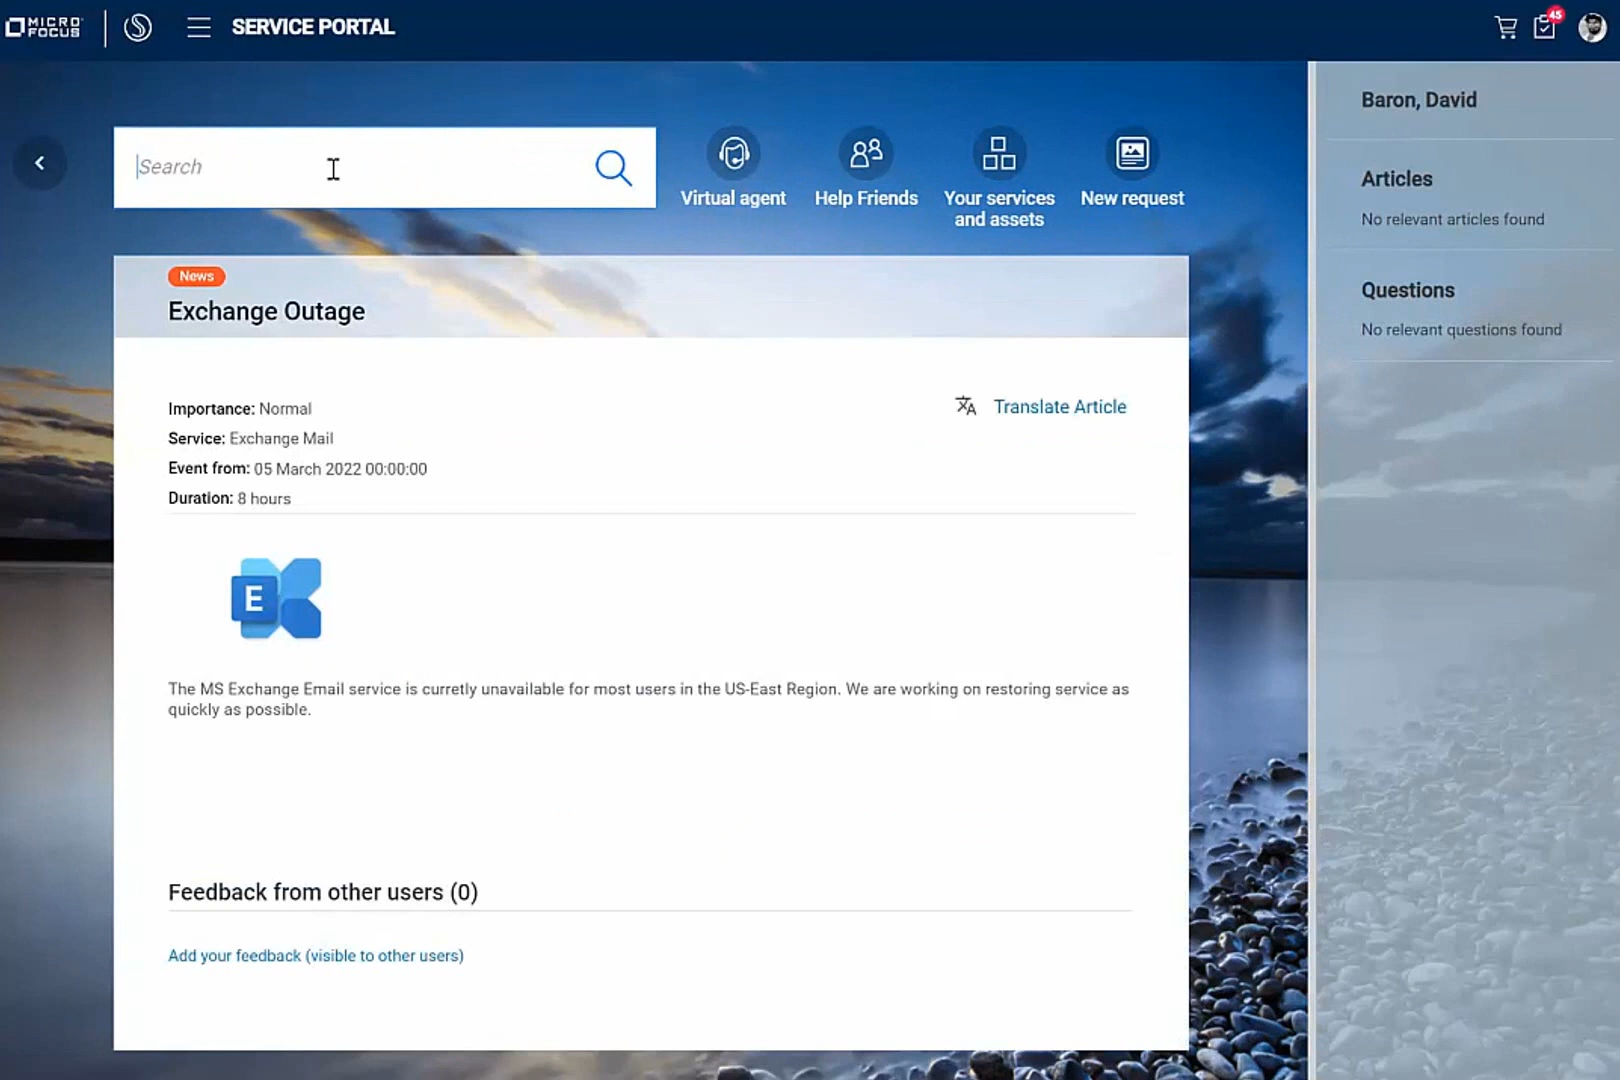 MICRO
FOCUS
SERVICE PORTAL
45
Search
Virtual agent
Help Friends
Your services
and assets
New request
Baron, David
Articles
No relevant articles found
Questions
No relevant questions found
News
Exchange Outage
Importance: Normal
Translate Article
Service: Exchange Mail
Event from: 05 March 2022 00:00:00
Duration: 8 hours
E
The MS Exchange Email service is curretly unavailable for most users in the US-East Region. We are working on restoring service as
quickly as possible.
Feedback from other users (0)
Add your feedback (visible to other users)